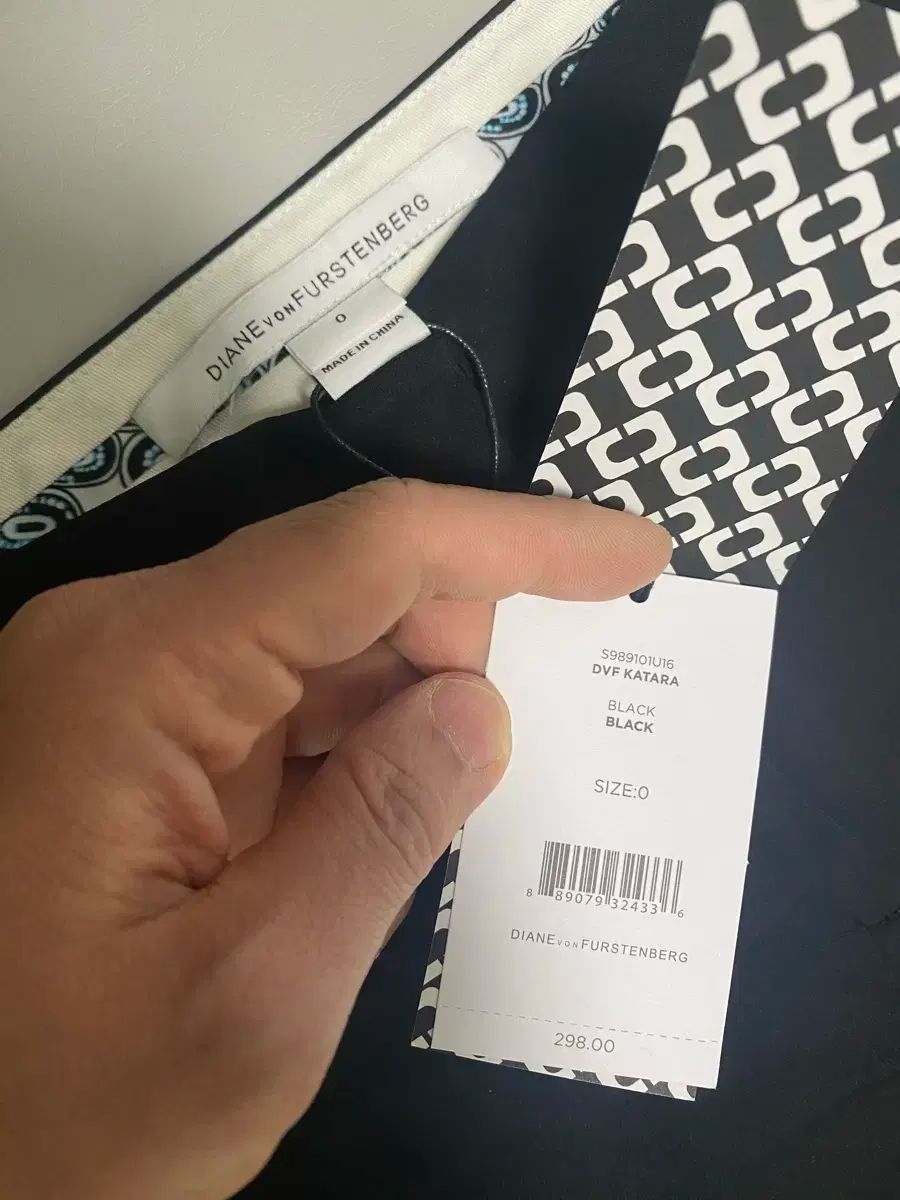 DIANE VON FURSTENBERG
0
MADE IN CHINA
S989101U16
DVF KATARA
BLACK
BLACK
SIZE:0
8 89079 32433 6
DIANE VON FURSTENBERG
298.00